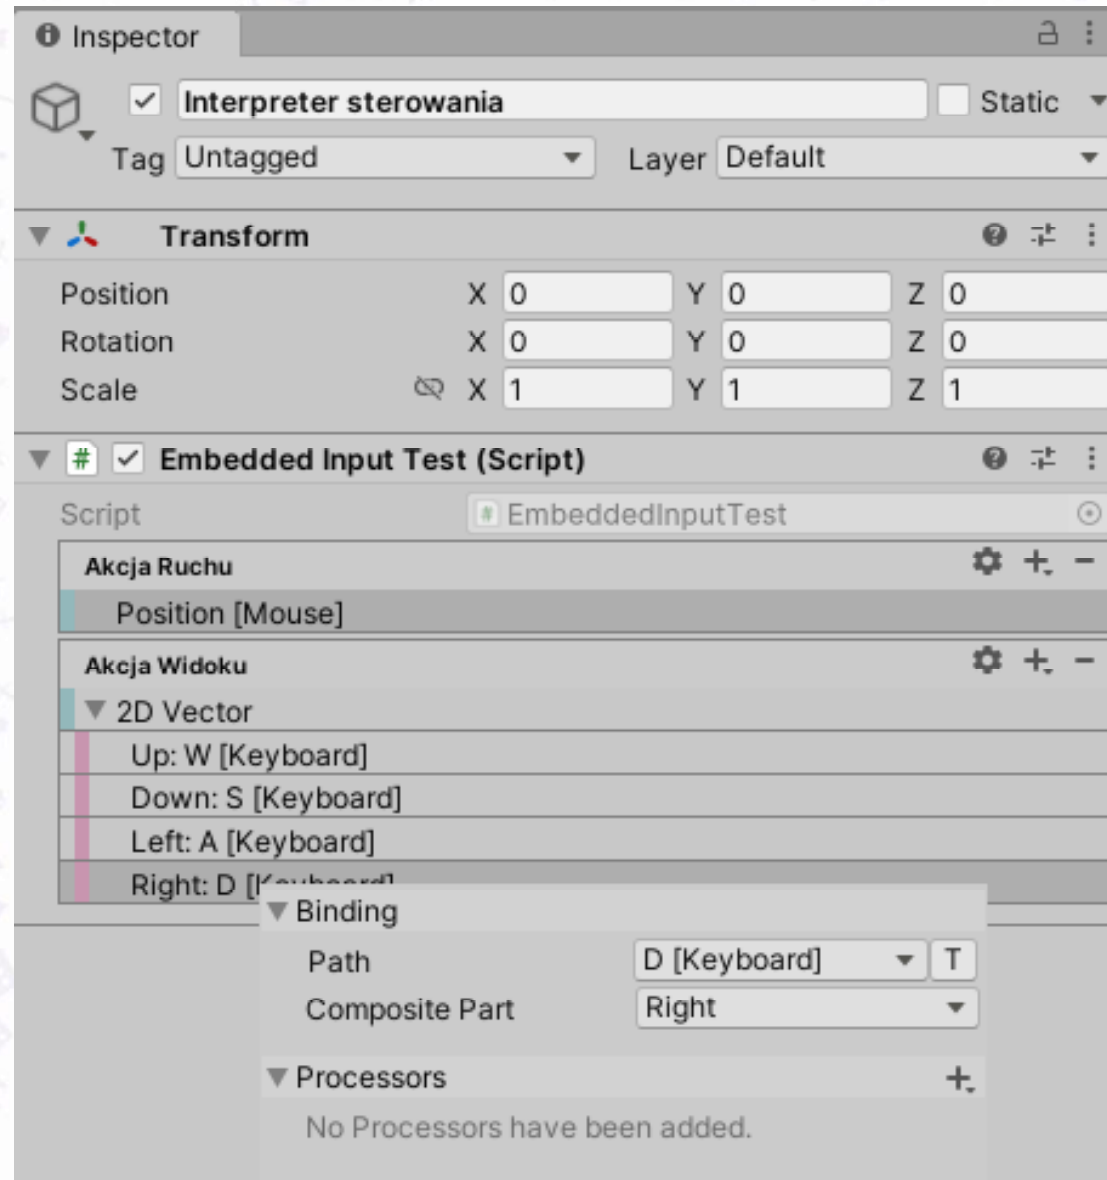 Inspector
Interpreter sterowania Static
Tag Untagged Layer Default
Transform
Position X 0 Y 0 Z 0
Rotation X 0 Y 0 Z 0
Scale X 1 Y 1 Z 1
# Embedded Input Test (Script)
Script # EmbeddedInputTest
Akcja Ruchu
Position [Mouse]
Akcja Widoku
2D Vector
Up: W [Keyboard]
Down: S [Keyboard]
Left: A [Keyboard]
Right: D [Keyboard]
Binding
Path D [Keyboard] T
Composite Part Right
Processors
No Processors have been added.